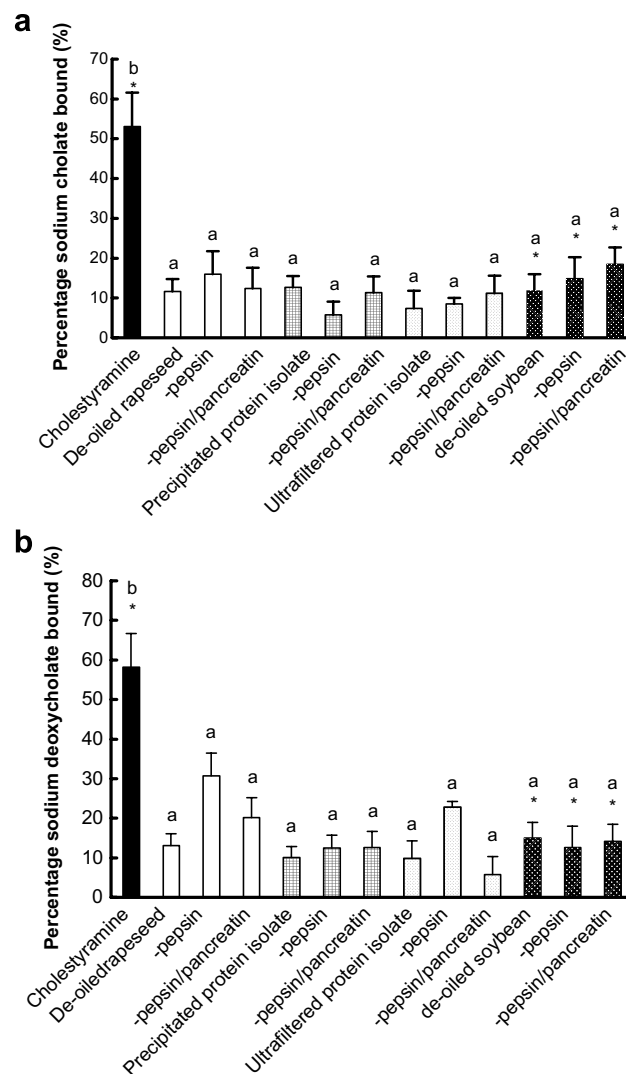 a
Percentage sodium cholate bound (%)
70
60
50
40
30
20
10
0
b
*
a
a
a
a
a
a
a
a
a
a
*
a
*
a
*
Cholestyramine
De-oiled rapeseed
-pepsin
-pepsin/pancreatin
Precipitated protein isolate
-pepsin
-pepsin/pancreatin
Ultrafiltered protein isolate
-pepsin
-pepsin/pancreatin
de-oiled soybean
-pepsin
-pepsin/pancreatin
b
Percentage sodium deoxycholate bound (%)
80
70
60
50
40
30
20
10
0
b
*
a
a
a
a
a
a
a
a
a
a
*
a
*
a
*
Cholestyramine
De-oiledrapeseed
-pepsin
-pepsin/pancreatin
Precipitated protein isolate
-pepsin
-pepsin/pancreatin
Ultrafiltered protein isolate
-pepsin
-pepsin/pancreatin
de-oiled soybean
-pepsin
-pepsin/pancreatin